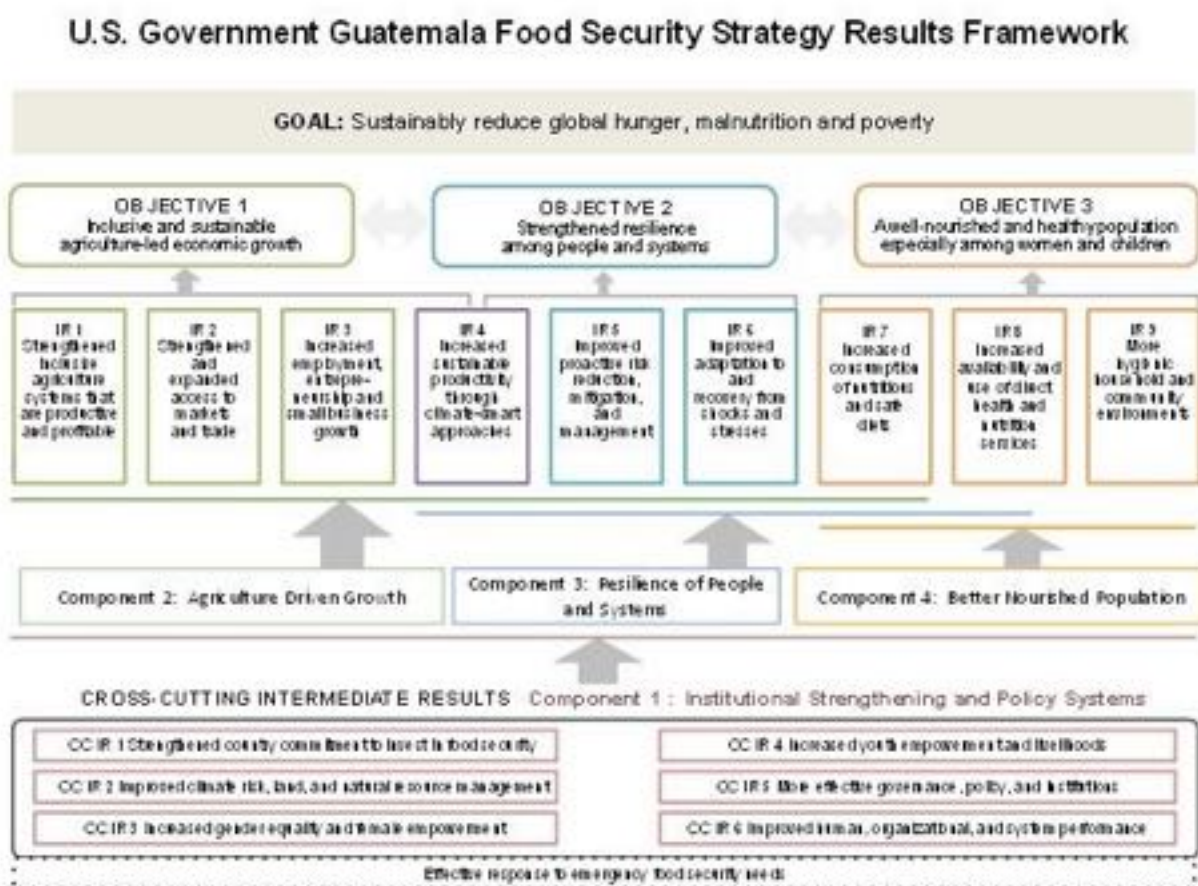 U.S. Government Guatemala Food Security Strategy Results Framework
GOAL: Sustainably reduce global hunger, malnutrition and poverty
OBJECTIVE 1
Inclusive and sustainable
agriculture-led economic growth
OBJECTIVE 2
Strengthened resilience
among people and systems
OBJECTIVE 3
A well-nourished and healthy population
especially among women and children
IR 1
Strengthened
inclusive
agriculture
systems that
are productive
and profitable
IR 2
Strengthened
and
expanded
access to
markets
and trade
IR 3
Increased
employment,
entrepre-
neurship and
small business
growth
IR 4
Increased
sustainable
productivity
through
climate-smart
approaches
IR 5
Improved
proactive risk
reduction,
mitigation,
and
management
IR 6
Improved
adaptation to
and
recovery from
shocks and
stresses
IR 7
Increased
consumption
of nutritious
and safe
diets
IR 8
Increased
availability and
use of direct
health and
nutrition
services
IR 9
More
hygienic
household and
community
environments
Component 2: Agriculture Driven Growth
Component 3: Resilience of People
and Systems
Component 4: Better Nourished Population
CROSS-CUTTING INTERMEDIATE RESULTS Component 1 : Institutional Strengthening and Policy Systems
CC IR 1 Strengthened country commitment to invest in food security
CC IR 2 Improved climate risk, land, and natural resource management
CC IR 3 Increased gender equality and female empowerment
CC IR 4 Increased youth empowerment and livelihoods
CC IR 5 More effective governance, policy, and institutions
CC IR 6 Improved human, organizational, and system performance
Effective response to emergency food security needs